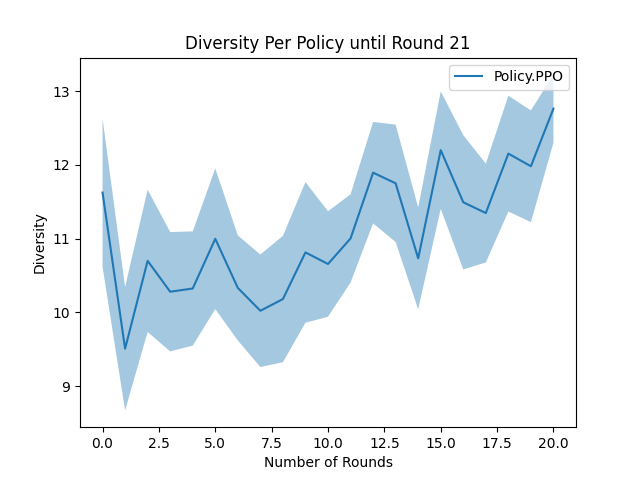 Diversity Per Policy until Round 21
Policy.PPO
Diversity
13
12
11
10
9
0.0 2.5 5.0 7.5 10.0 12.5 15.0 17.5 20.0
Number of Rounds